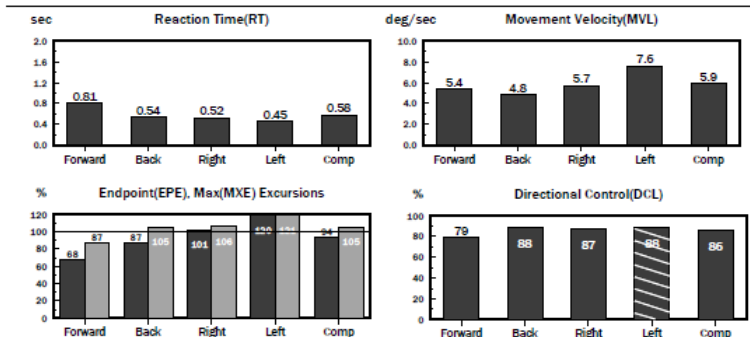 sec Reaction Time(RT)
2.0
1.6
1.2
0.8
0.4
0.0
0.81 0.54 0.52 0.45 0.58
Forward Back Right Left Comp
deg/sec Movement Velocity(MVL)
10.0
8.0
6.0
4.0
2.0
0.0
5.4 4.8 5.7 7.6 5.9
Forward Back Right Left Comp
% Endpoint(EPE), Max(MXE) Excursions
120
100
80
60
40
20
0
68 87 87 105 101 106 120 121 94 105
Forward Back Right Left Comp
% Directional Control(DCL)
100
80
60
40
20
0
79 88 87 88 86
Forward Back Right Left Comp